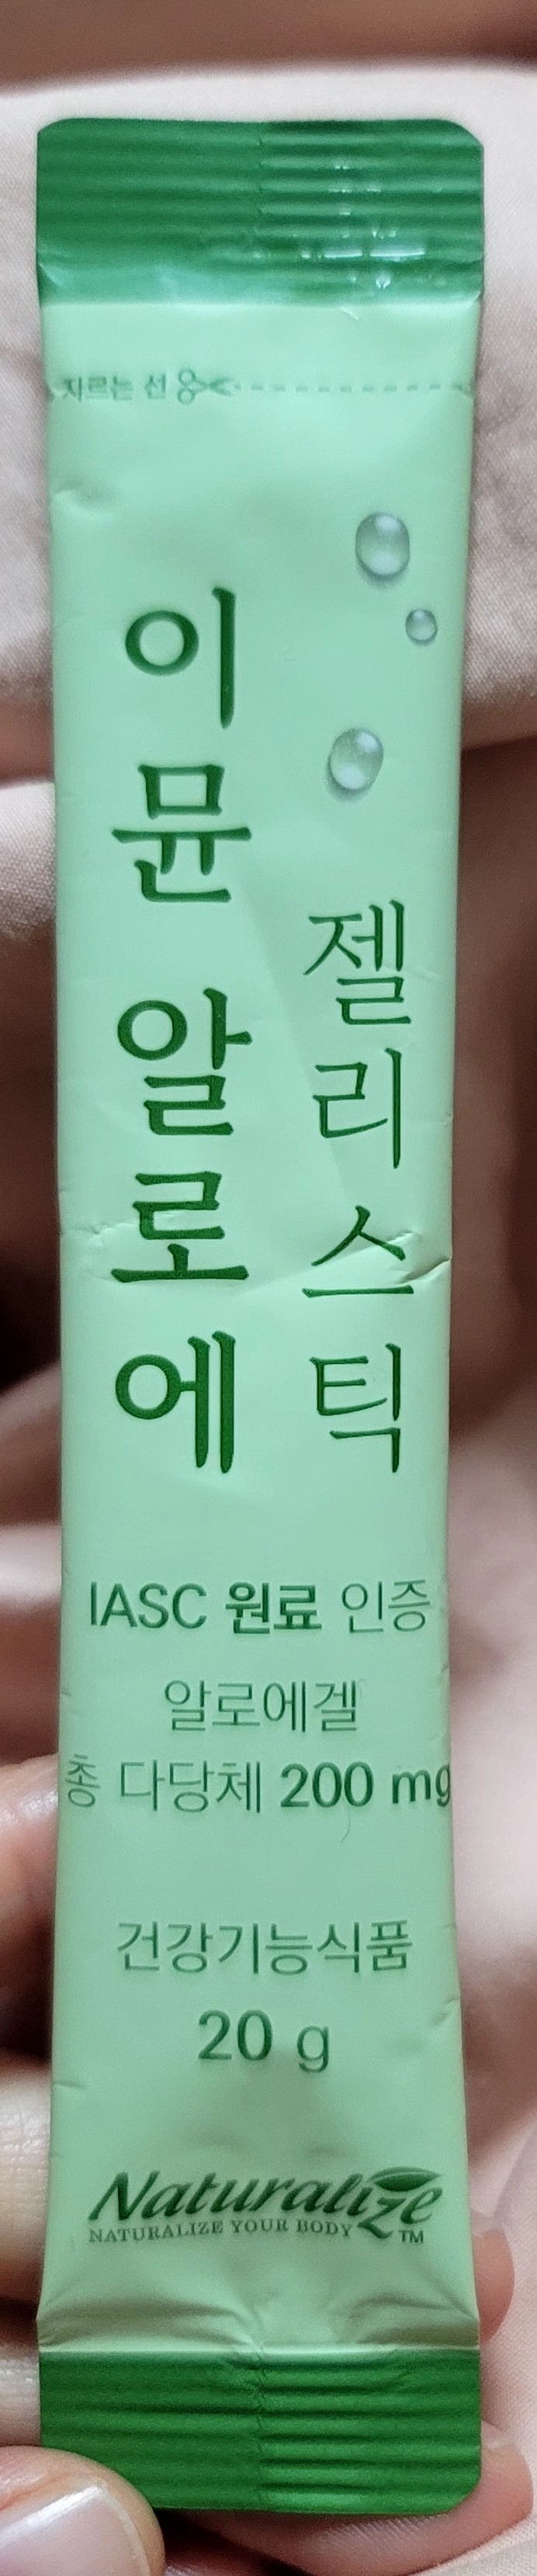 자르는 선
이뮨 알로에
젤리스틱
IASC 원료 인증
알로에겔
총 다당체 200 mg
건강기능식품
20 g
Naturalize
NATURALIZE YOUR BODY TM